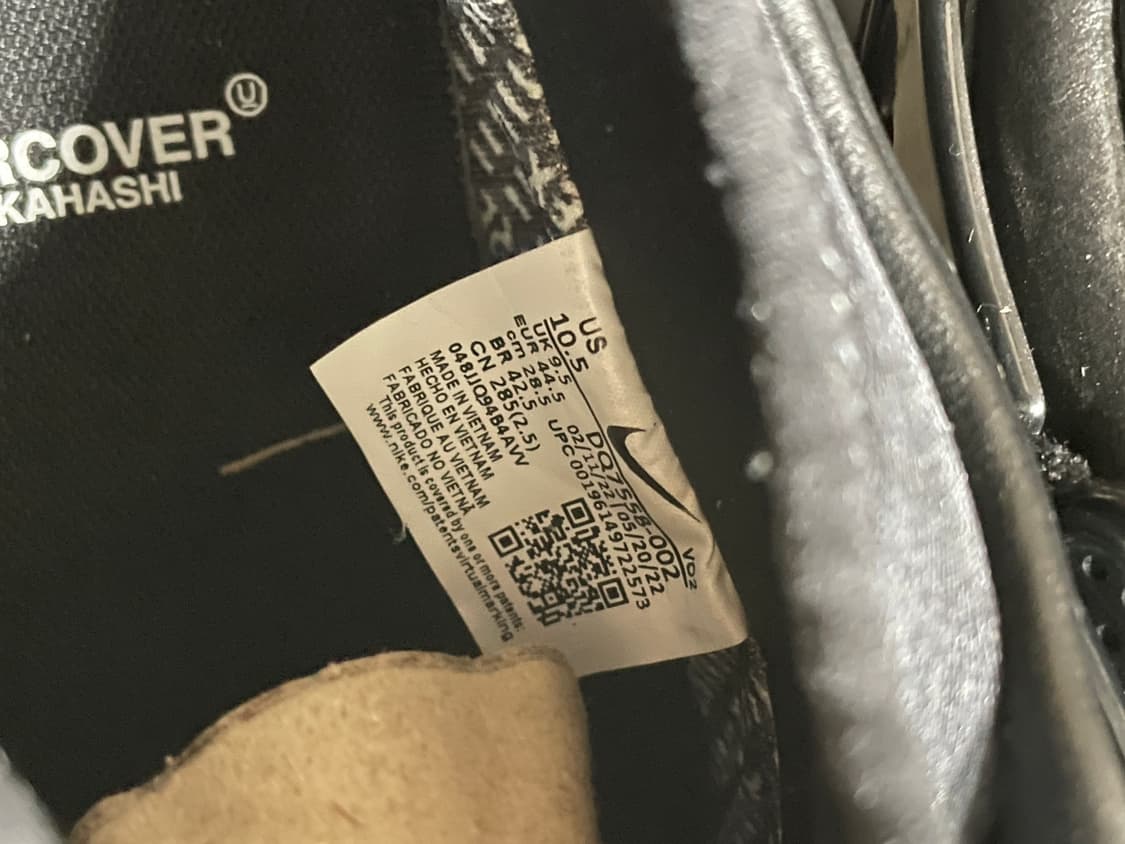 RCOVER Ⓤ
KAHASHI
US
10.5
UK 9.5
EUR 44.5
cm 28.5
BR 42.5
CN 285(2.5)
048JJQ94B4AVV
MADE IN VIETNAM
HECHO EN VIETNAM
FABRIQUE AU VIETNAM
FABRICADO NO VIETNÃ
This product is covered by one or more patents:
www.nike.com/patentsvirtualmarking
DQ7558-002 V02
02/11/22 05/20/22
UPC 00196149722573